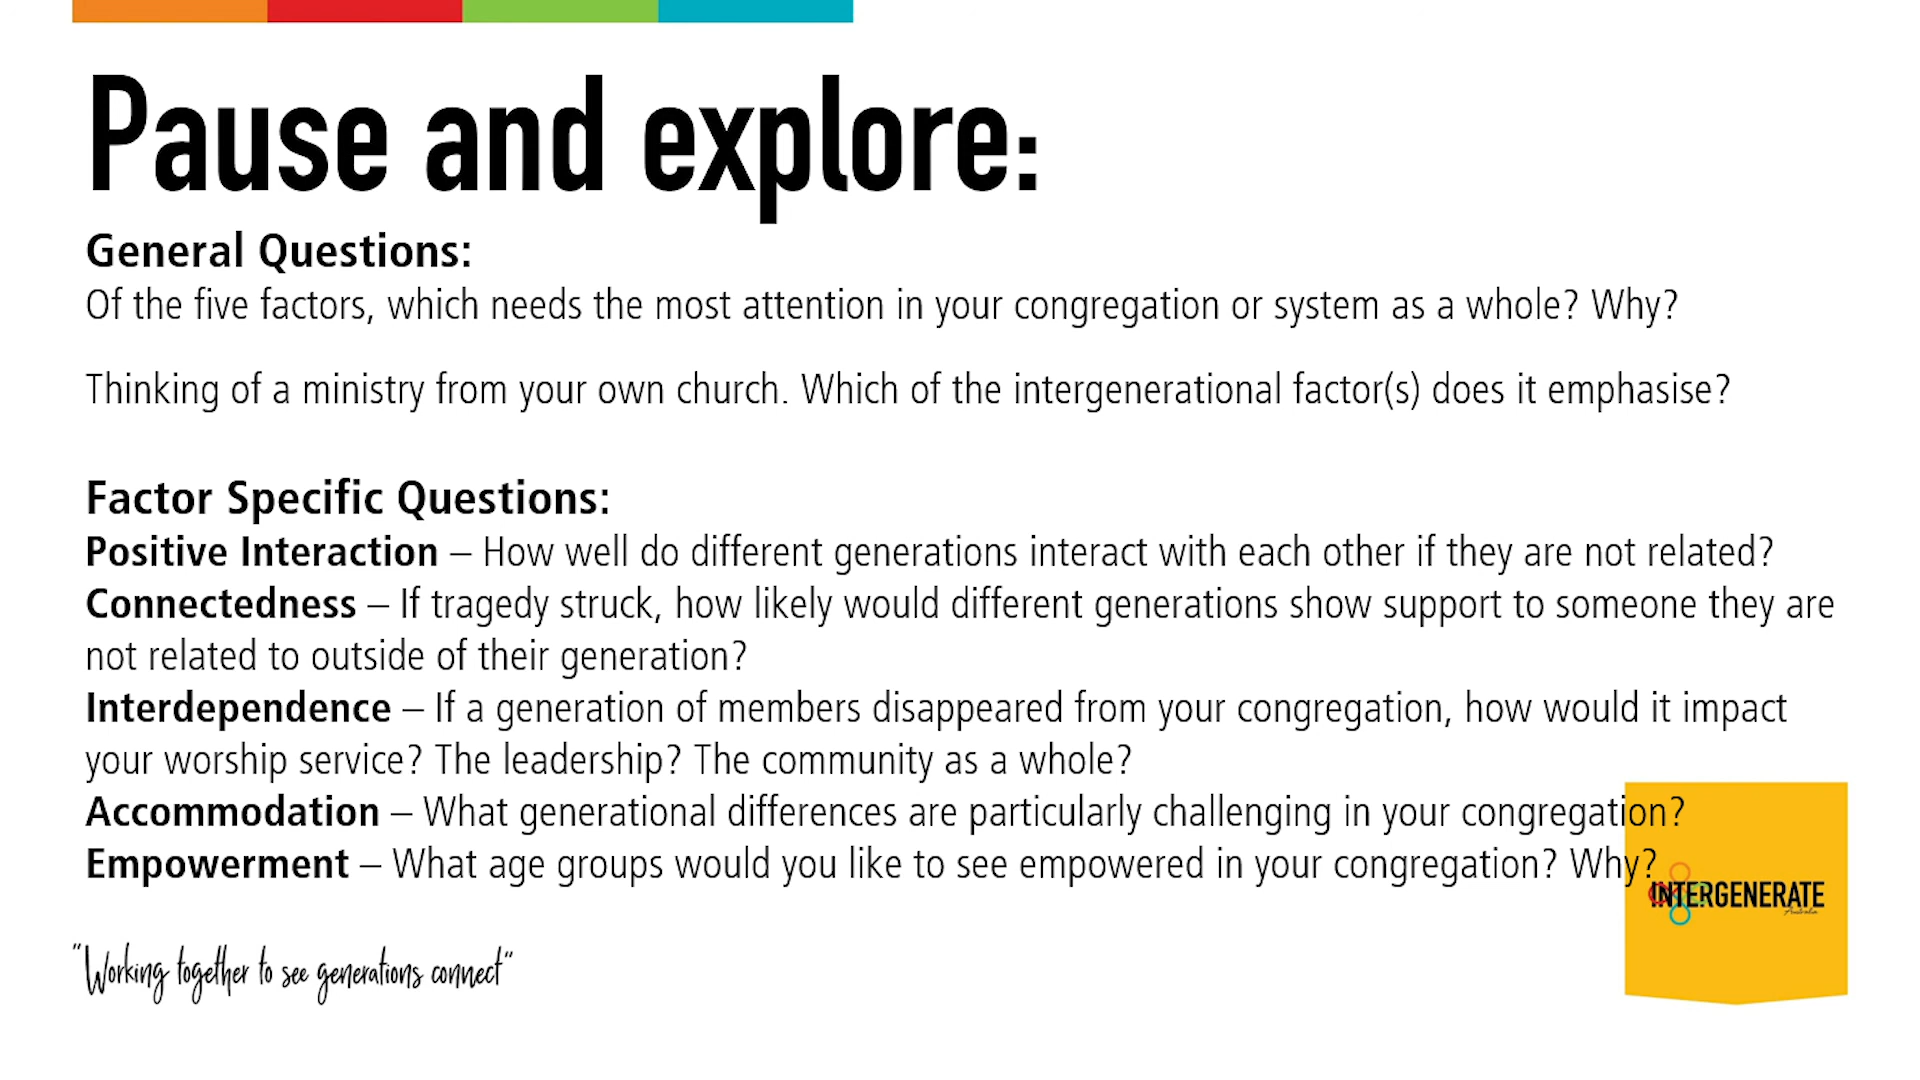 Pause and explore:
General Questions:
Of the five factors, which needs the most attention in your congregation or system as a whole? Why?
Thinking of a ministry from your own church. Which of the intergenerational factor(s) does it emphasise?
Factor Specific Questions:
Positive Interaction – How well do different generations interact with each other if they are not related?
Connectedness – If tragedy struck, how likely would different generations show support to someone they are
not related to outside of their generation?
Interdependence – If a generation of members disappeared from your congregation, how would it impact
your worship service? The leadership? The community as a whole?
Accommodation – What generational differences are particularly challenging in your congregation?
Empowerment – What age groups would you like to see empowered in your congregation? Why?
INTERGENERATE
Australia
"Working together to see generations connect"